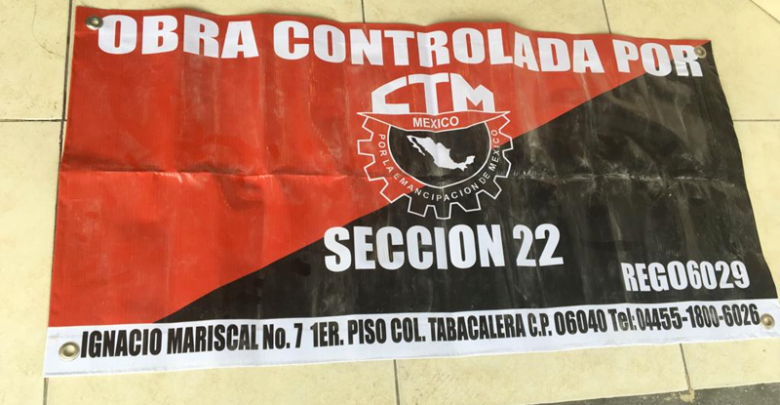 OBRA CONTROLADA POR
CTM
MEXICO
POR LA EMANCIPACION DE MEXICO
SECCION 22
REG06029
IGNACIO MARISCAL No. 7 1ER. PISO COL. TABACALERA C.P. 06040 Tel: 04455-1800-6026